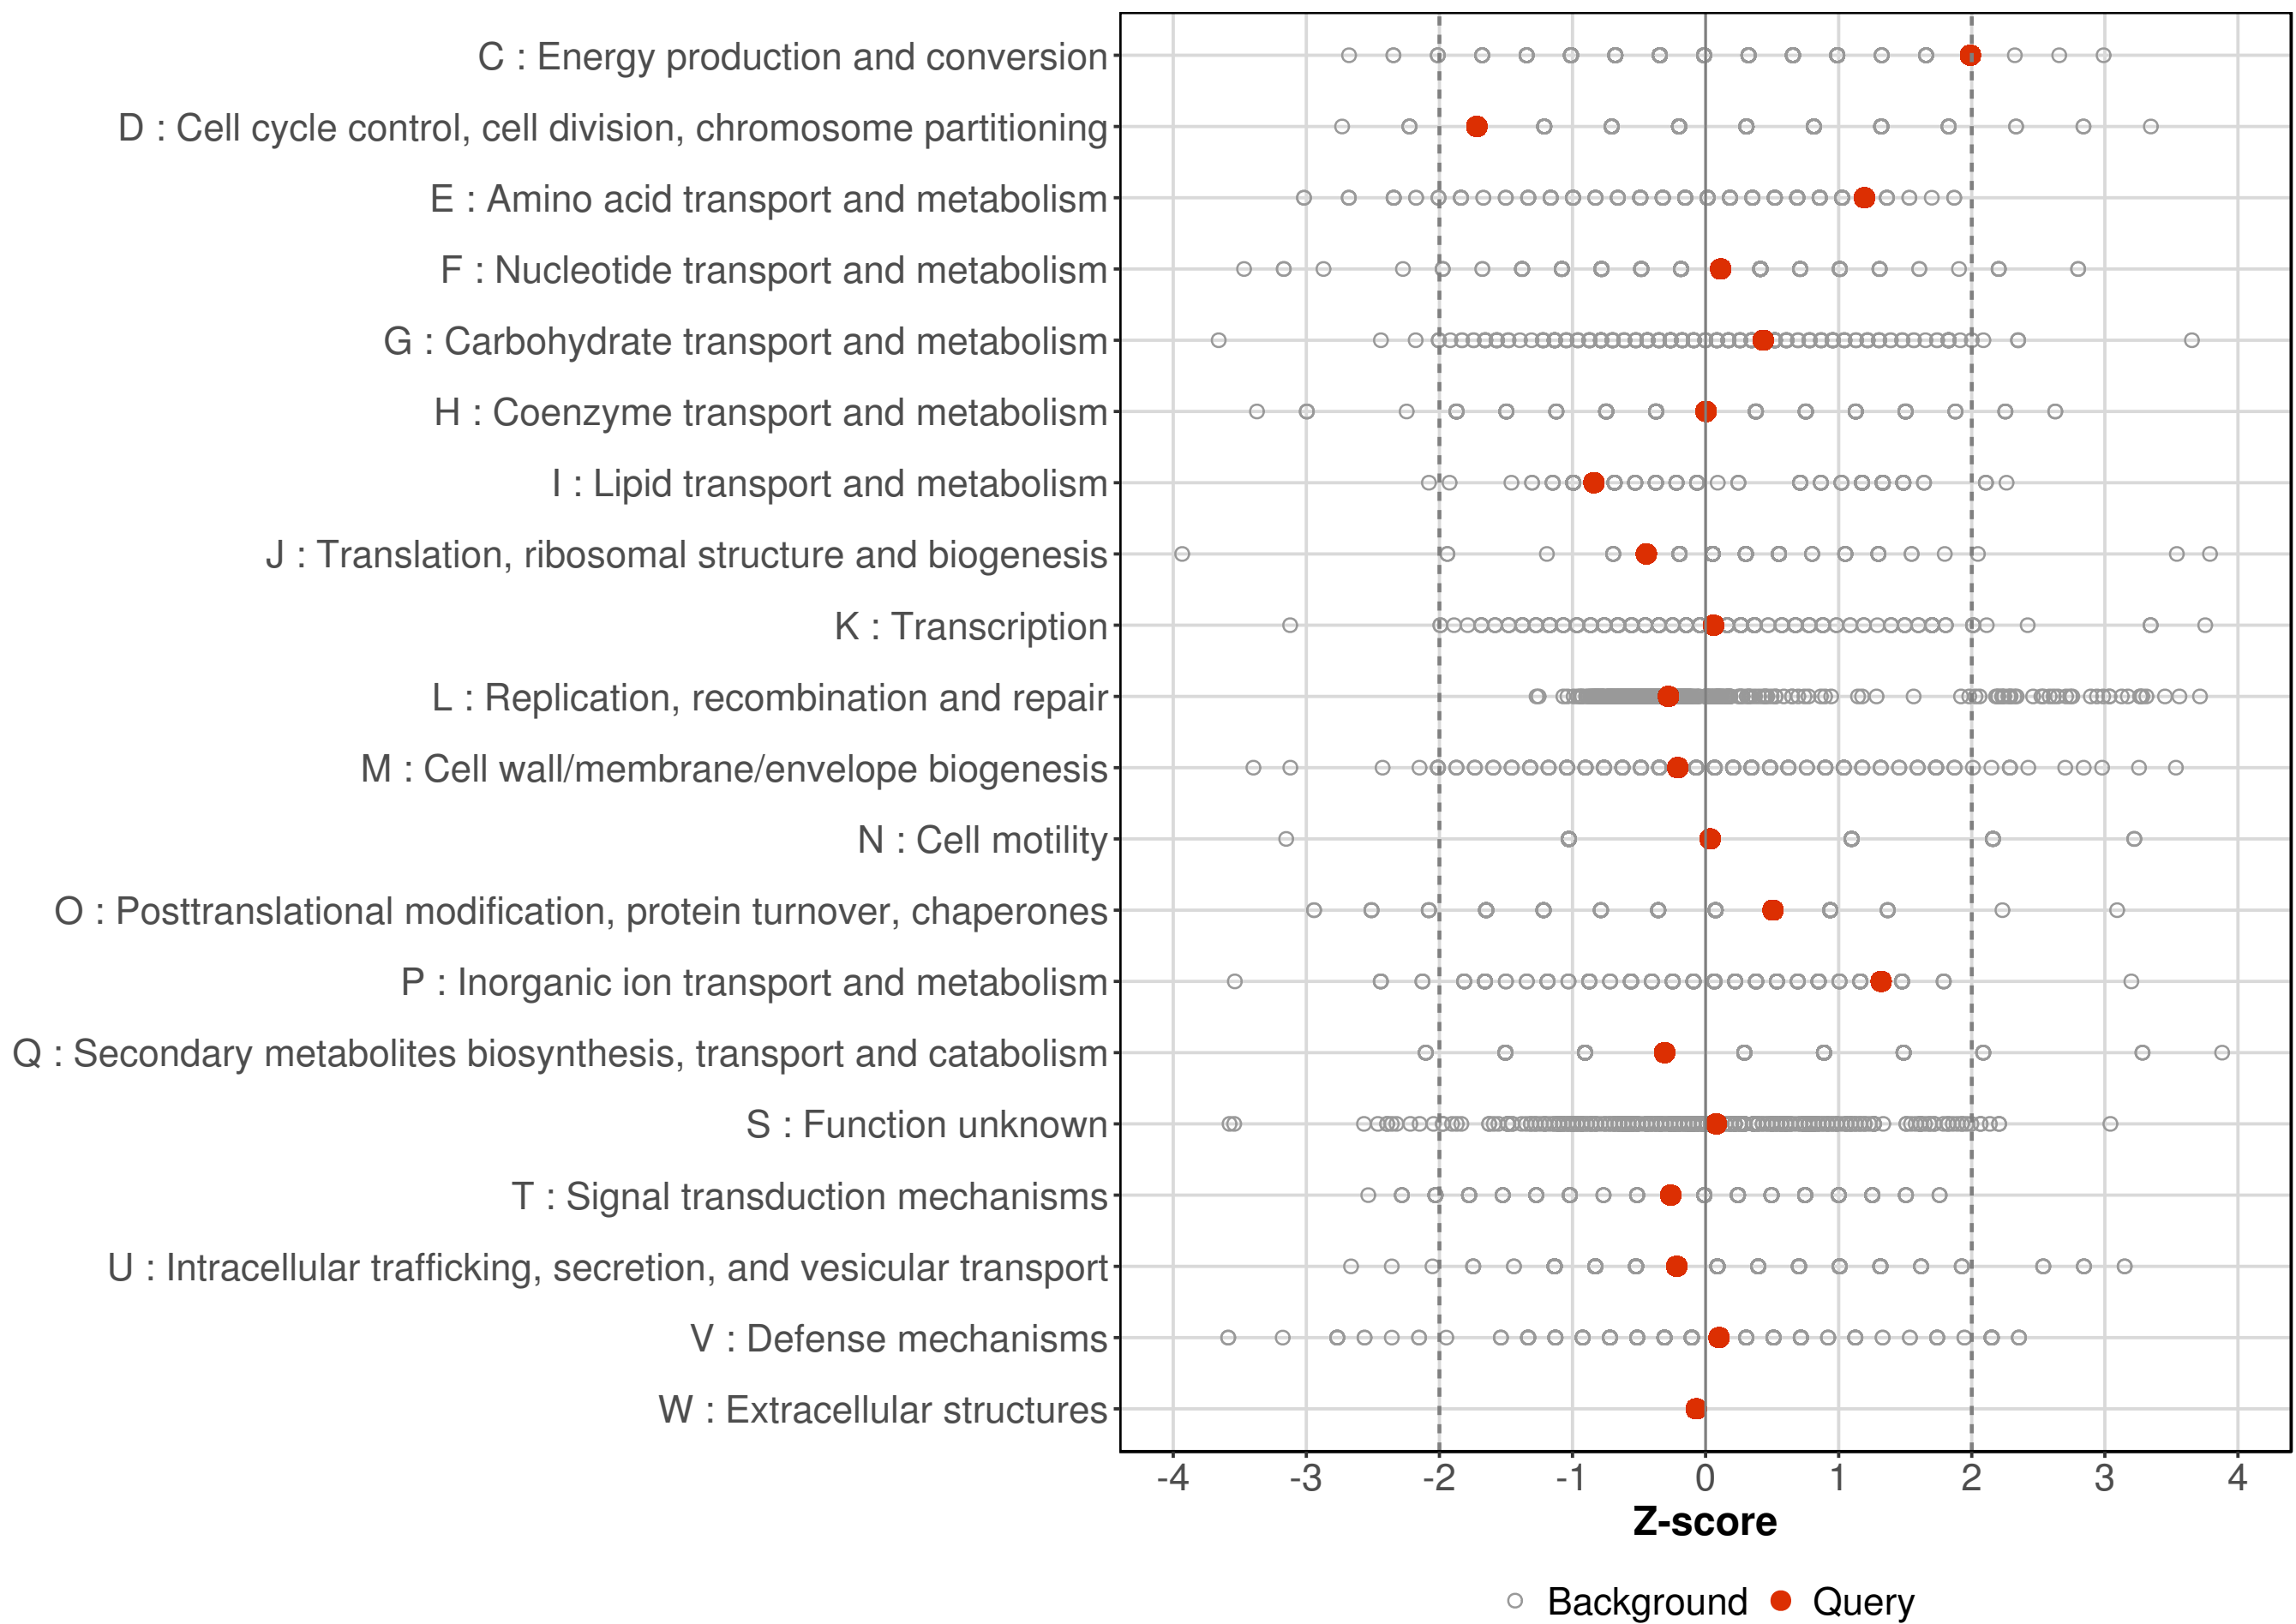 C : Energy production and conversion
D : Cell cycle control, cell division, chromosome partitioning
E : Amino acid transport and metabolism
F : Nucleotide transport and metabolism
G : Carbohydrate transport and metabolism
H : Coenzyme transport and metabolism
I : Lipid transport and metabolism
J : Translation, ribosomal structure and biogenesis
K : Transcription
L : Replication, recombination and repair
M : Cell wall/membrane/envelope biogenesis
N : Cell motility
O : Posttranslational modification, protein turnover, chaperones
P : Inorganic ion transport and metabolism
Q : Secondary metabolites biosynthesis, transport and catabolism
S : Function unknown
T : Signal transduction mechanisms
U : Intracellular trafficking, secretion, and vesicular transport
V : Defense mechanisms
W : Extracellular structures
-4 -3 -2 -1 0 1 2 3 4
Z-score
Background Query